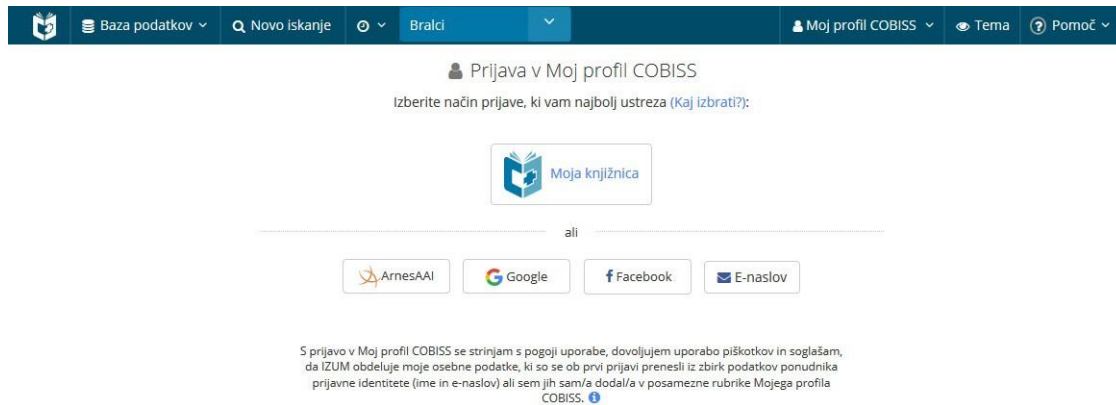 Baza podatkov Novo iskanje Bralci Moj profil COBISS Tema Pomoč
Prijava v Moj profil COBISS
Izberite način prijave, ki vam najbolj ustreza (Kaj izbrati?):
Moja knjižnica
ali
ArnesAAI Google Facebook E-naslov
S prijavo v Moj profil COBISS se strinjam s pogoji uporabe, dovoljujem uporabo piškotkov in soglašam,
da IZUM obdeluje moje osebne podatke, ki so se ob prvi prijavi prenesli iz zbirk podatkov ponudnika
prijavne identitete (ime in e-naslov) ali sem jih sam/a dodal/a v posamezne rubrike Mojega profila
COBISS.